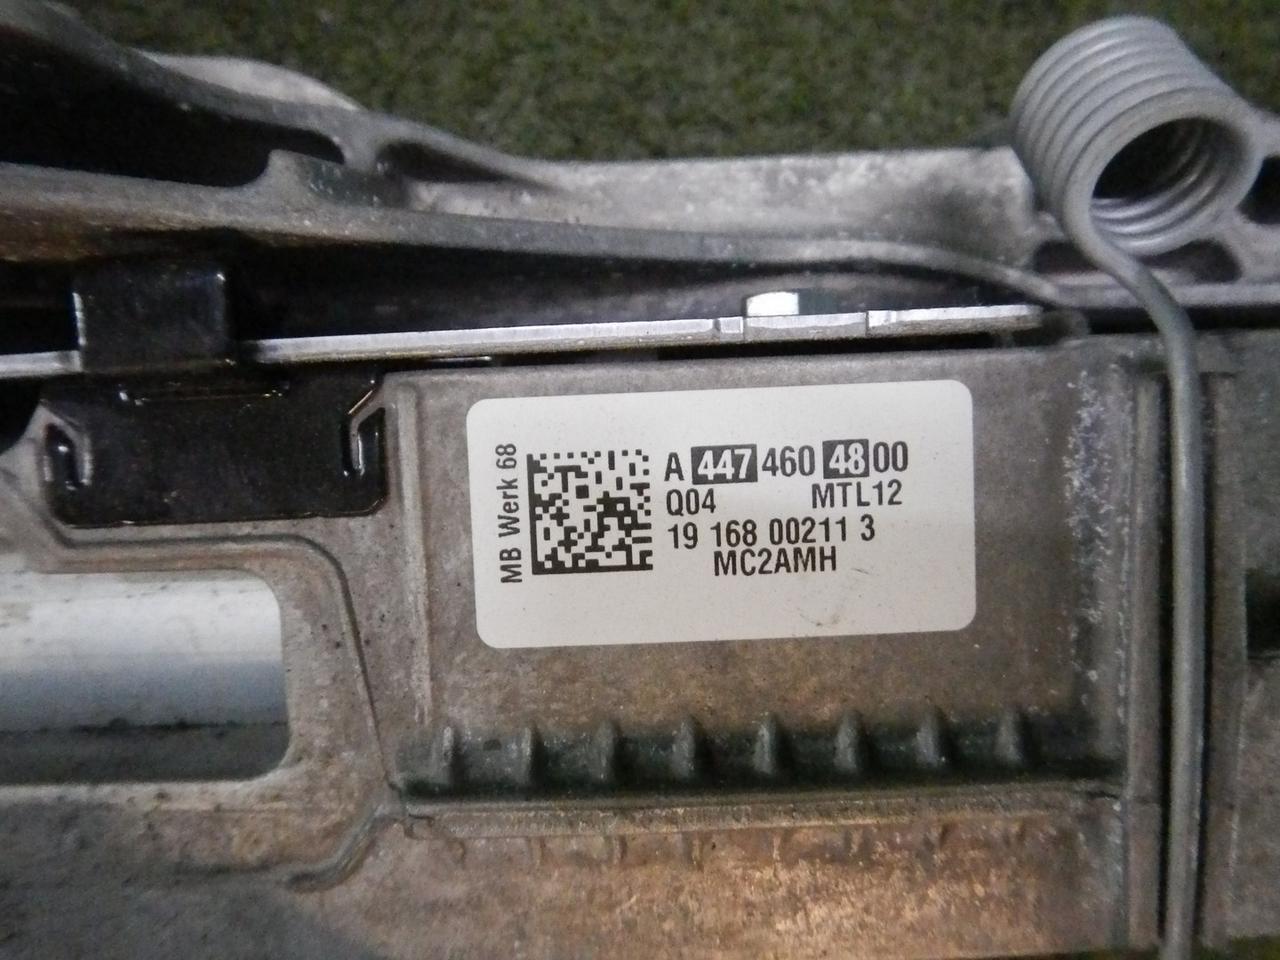 MB Werk 68
A 447 460 48 00
Q04 MTL12
19 168 00211 3
MC2AMH